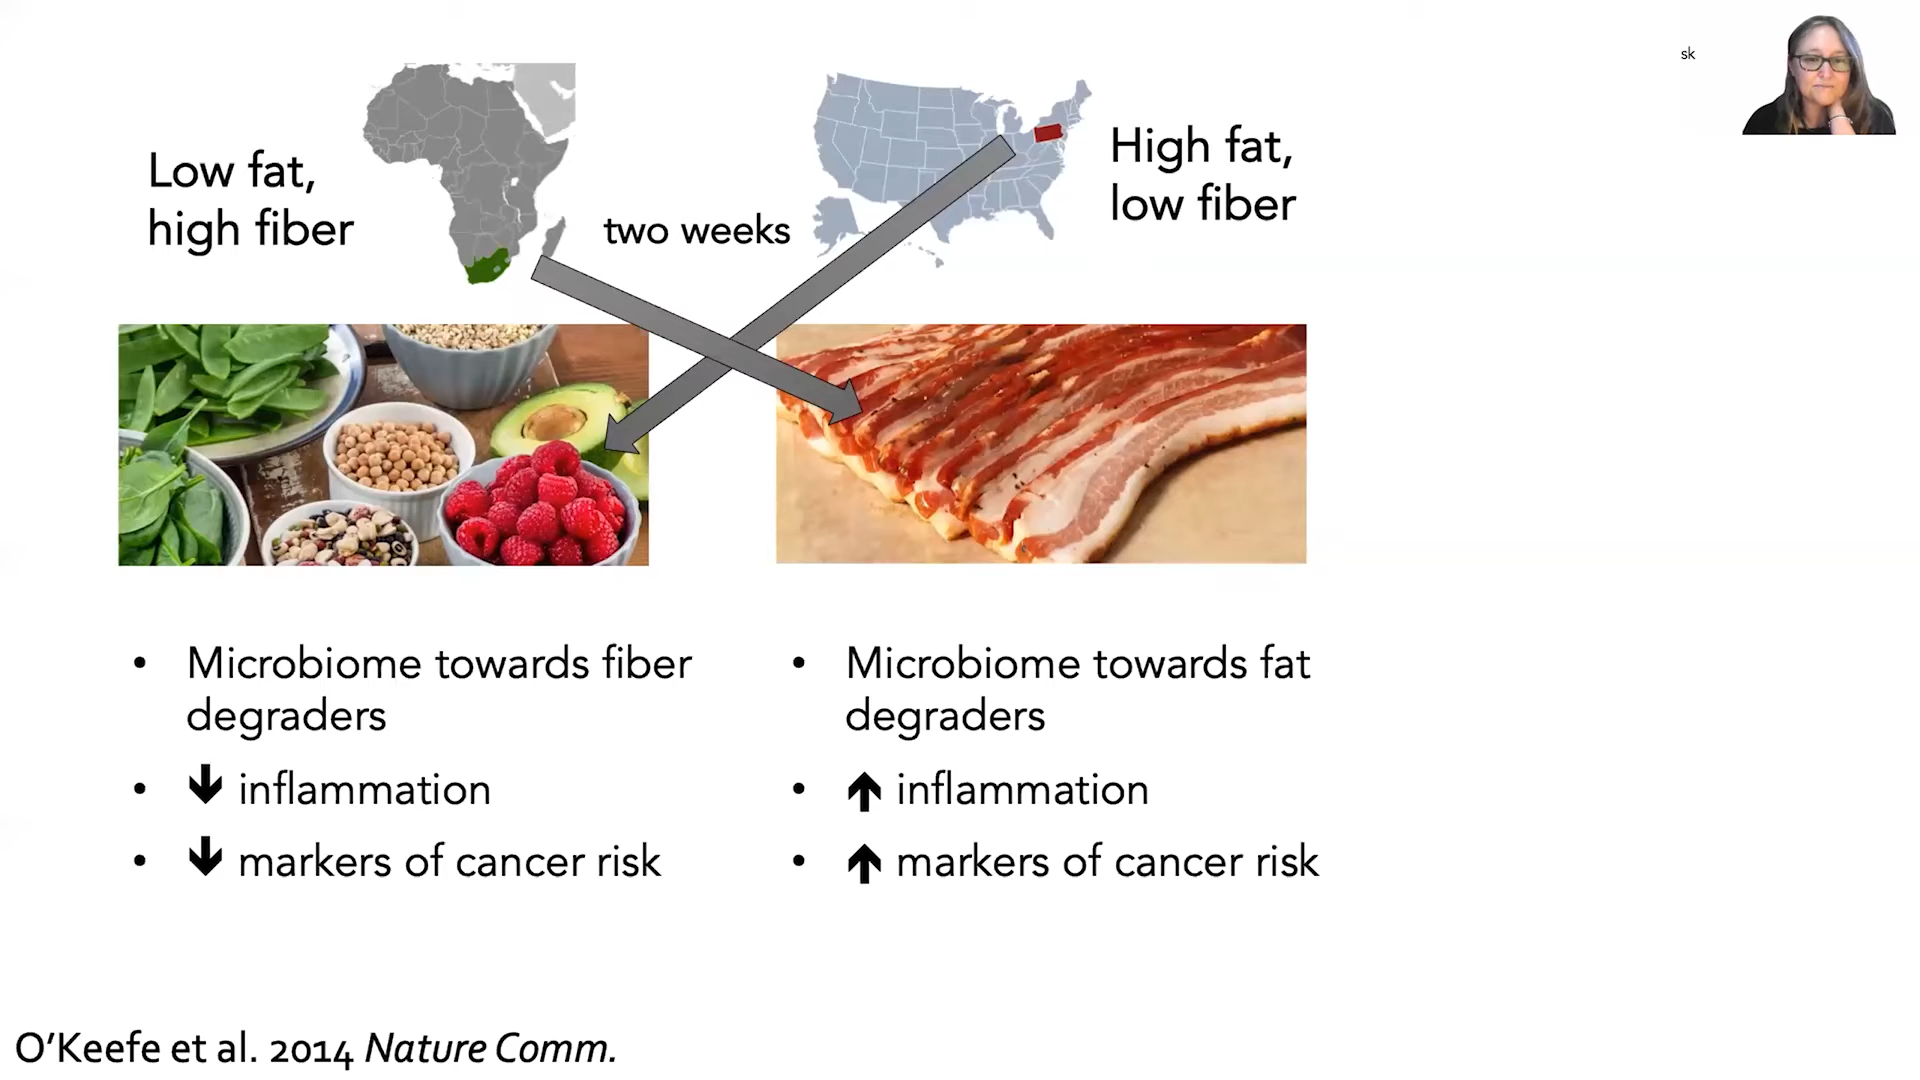 sk
Low fat,
high fiber
two weeks
High fat,
low fiber
• Microbiome towards fiber
degraders
• 🡻 inflammation
• 🡻 markers of cancer risk
• Microbiome towards fat
degraders
• 🡹 inflammation
• 🡹 markers of cancer risk
O’Keefe et al. 2014 Nature Comm.